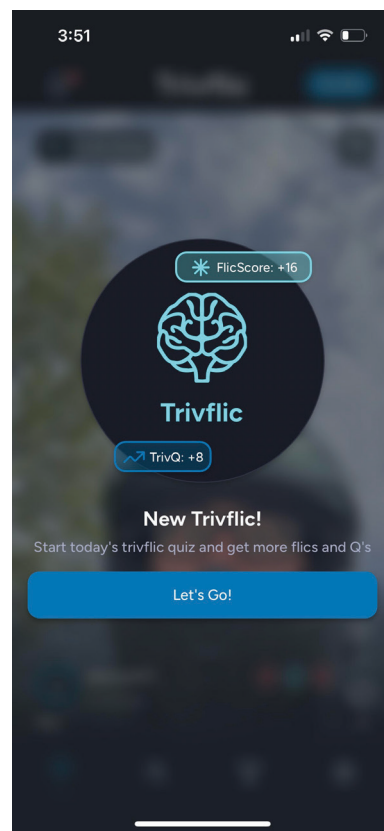 3:51
FlicScore: +16
Trivflic
TrivQ: +8
New Trivflic!
Start today's trivflic quiz and get more flics and Q's
Let's Go!